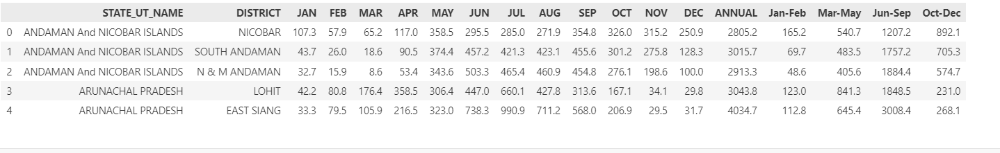 STATE_UT_NAME DISTRICT JAN FEB MAR APR MAY JUN JUL AUG SEP OCT NOV DEC ANNUAL Jan-Feb Mar-May Jun-Sep Oct-Dec
0 ANDAMAN And NICOBAR ISLANDS NICOBAR 107.3 57.9 65.2 117.0 358.5 295.5 285.0 271.9 354.8 326.0 315.2 250.9 2805.2 165.2 540.7 1207.2 892.1
1 ANDAMAN And NICOBAR ISLANDS SOUTH ANDAMAN 43.7 26.0 18.6 90.5 374.4 457.2 421.3 423.1 455.6 301.2 275.8 128.3 3015.7 69.7 483.5 1757.2 705.3
2 ANDAMAN And NICOBAR ISLANDS N & M ANDAMAN 32.7 15.9 8.6 53.4 343.6 503.3 465.4 460.9 454.8 276.1 198.6 100.0 2913.3 48.6 405.6 1884.4 574.7
3 ARUNACHAL PRADESH LOHIT 42.2 80.8 176.4 358.5 306.4 447.0 660.1 427.8 313.6 167.1 34.1 29.8 3043.8 123.0 841.3 1848.5 231.0
4 ARUNACHAL PRADESH EAST SIANG 33.3 79.5 105.9 216.5 323.0 738.3 990.9 711.2 568.0 206.9 29.5 31.7 4034.7 112.8 645.4 3008.4 268.1